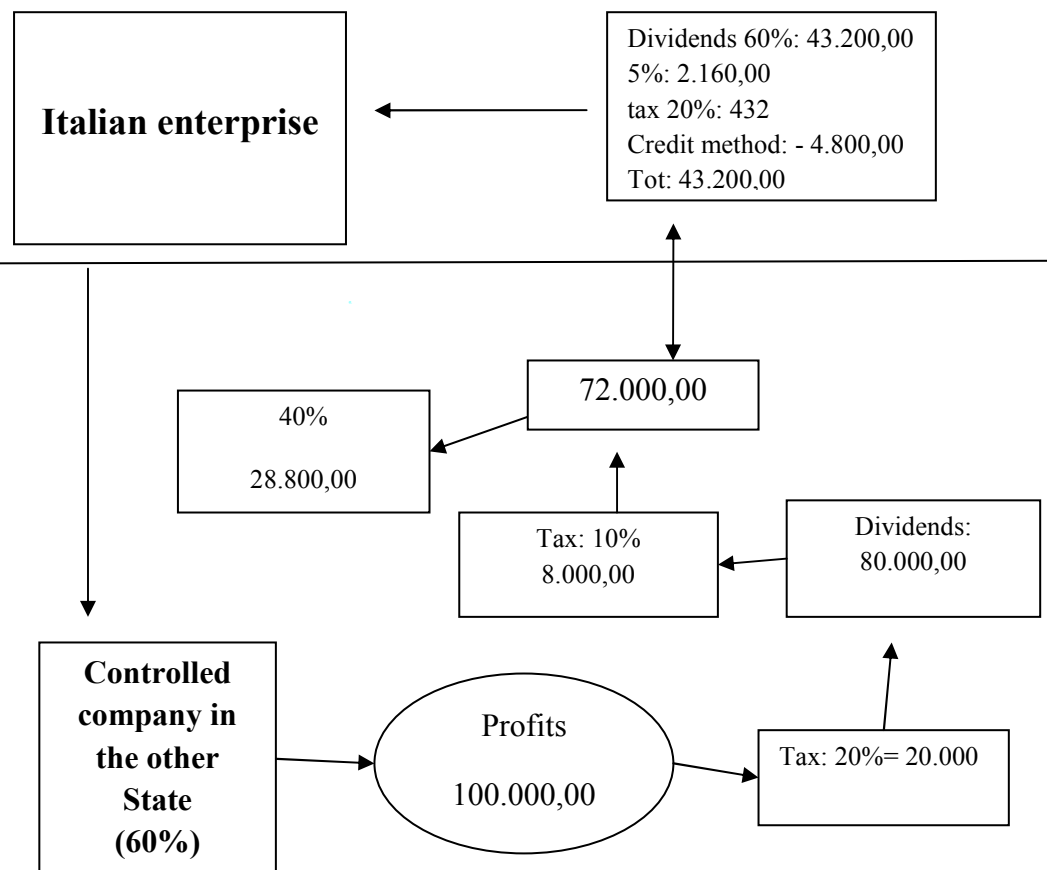 Italian enterprise
Dividends 60%: 43.200,00
5%: 2.160,00
tax 20%: 432
Credit method: - 4.800,00
Tot: 43.200,00
72.000,00
40%
28.800,00
Tax: 10%
8.000,00
Dividends:
80.000,00
Controlled
company in
the other
State
(60%)
Profits
100.000,00
Tax: 20%= 20.000